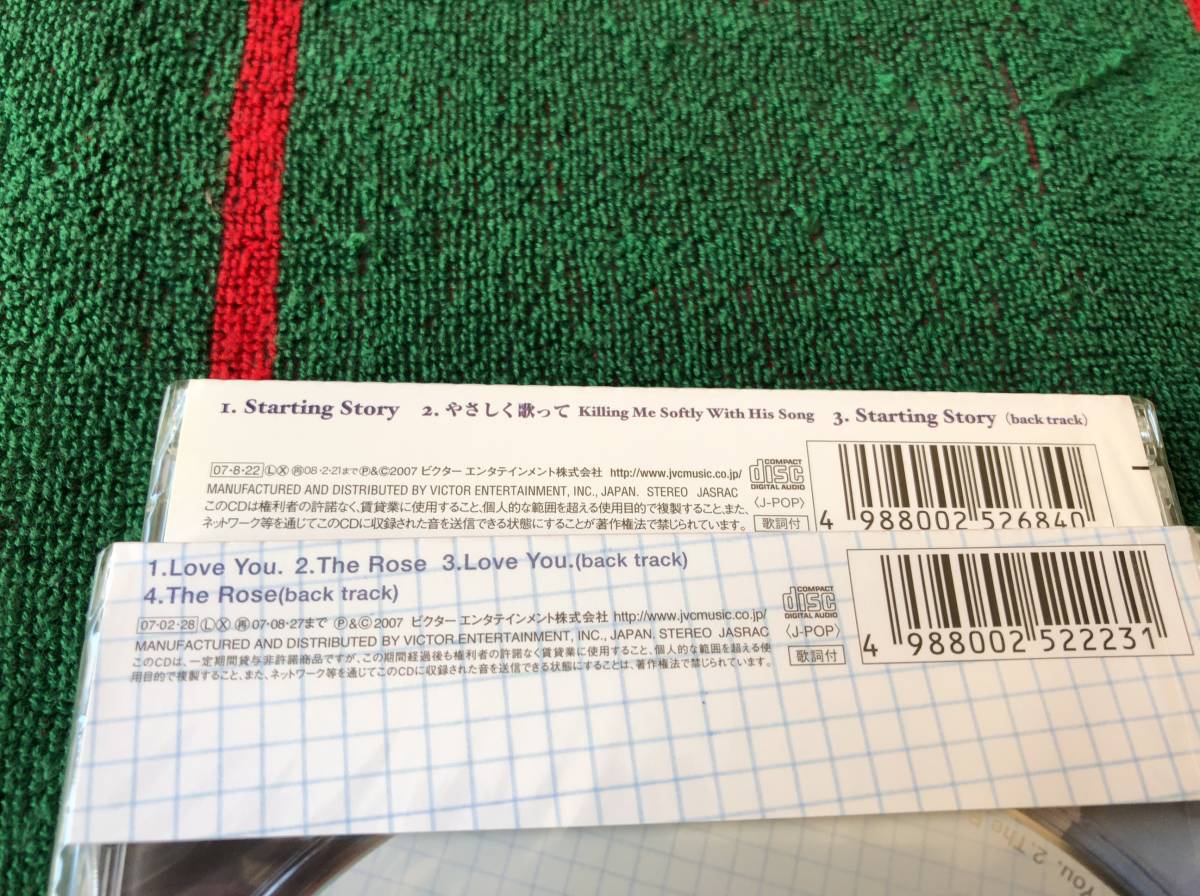 1. Starting Story 2. やさしく歌って Killing Me Softly With His Song 3. Starting Story (back track)
07・8・22 Ⓛ Ⓧ ㋾08・2・21まで Ⓟ&©2007 ビクター エンタテインメント株式会社 http://www.jvcmusic.co.jp/
MANUFACTURED AND DISTRIBUTED BY VICTOR ENTERTAINMENT, INC., JAPAN. STEREO JASRAC
このCDは権利者の許諾なく、賃貸業に使用すること、個人的な範囲を超える使用目的で複製すること、また、
ネットワーク等を通じてこのCDに収録された音を送信できる状態にすることが著作権法で禁じられています。
COMPACT
disc
DIGITAL AUDIO
〈J-POP〉
歌詞付
4 988002 526840
1.Love You. 2.The Rose 3.Love You.(back track)
4.The Rose(back track)
07・02・28 Ⓛ Ⓧ 07・08・27まで Ⓟ&©2007 ビクター エンタテインメント株式会社 http://www.jvcmusic.co.jp/
MANUFACTURED AND DISTRIBUTED BY VICTOR ENTERTAINMENT, INC., JAPAN. STEREO JASRAC
このCDは、一定期間貸与非許諾商品ですが、この期間経過後も権利者の許諾なく賃貸業に使用すること、個人的な範囲を超える使
用目的で複製すること、また、ネットワーク等を通じてこのCDに収録された音を送信できる状態にすることは、著作権法で禁じられています。
COMPACT
disc
DIGITAL AUDIO
〈J-POP〉
歌詞付
4 988002 522231
You. 2.The